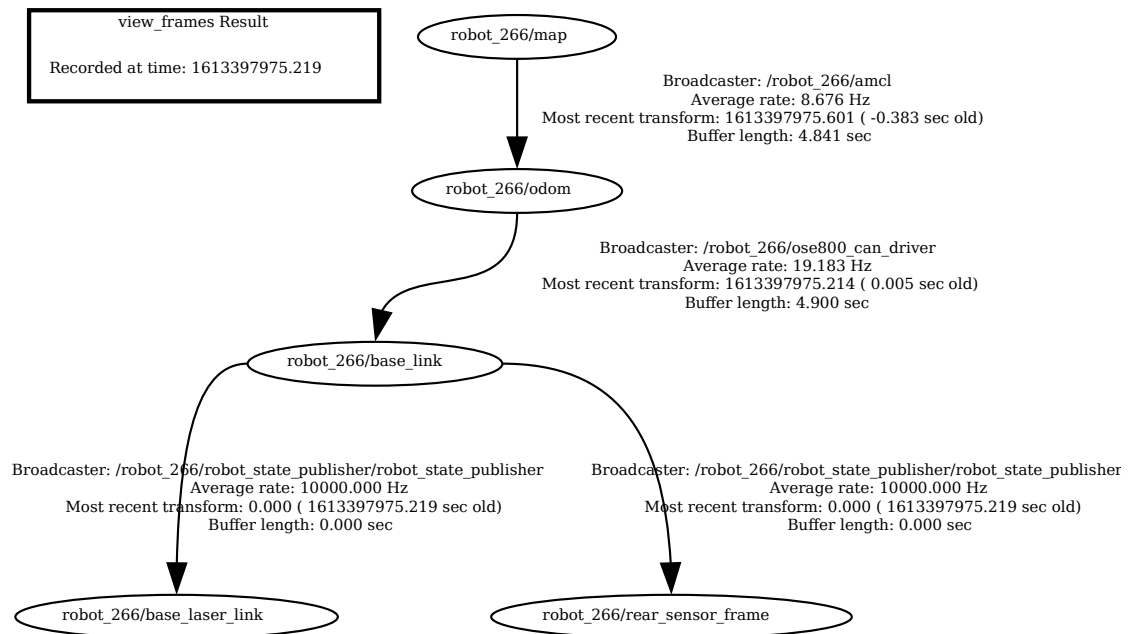 view_frames Result
Recorded at time: 1613397975.219
robot_266/map
Broadcaster: /robot_266/amcl
Average rate: 8.676 Hz
Most recent transform: 1613397975.601 ( -0.383 sec old)
Buffer length: 4.841 sec
robot_266/odom
Broadcaster: /robot_266/ose800_can_driver
Average rate: 19.183 Hz
Most recent transform: 1613397975.214 ( 0.005 sec old)
Buffer length: 4.900 sec
robot_266/base_link
Broadcaster: /robot_266/robot_state_publisher/robot_state_publisher
Average rate: 10000.000 Hz
Most recent transform: 0.000 ( 1613397975.219 sec old)
Buffer length: 0.000 sec
Broadcaster: /robot_266/robot_state_publisher/robot_state_publisher
Average rate: 10000.000 Hz
Most recent transform: 0.000 ( 1613397975.219 sec old)
Buffer length: 0.000 sec
robot_266/base_laser_link
robot_266/rear_sensor_frame